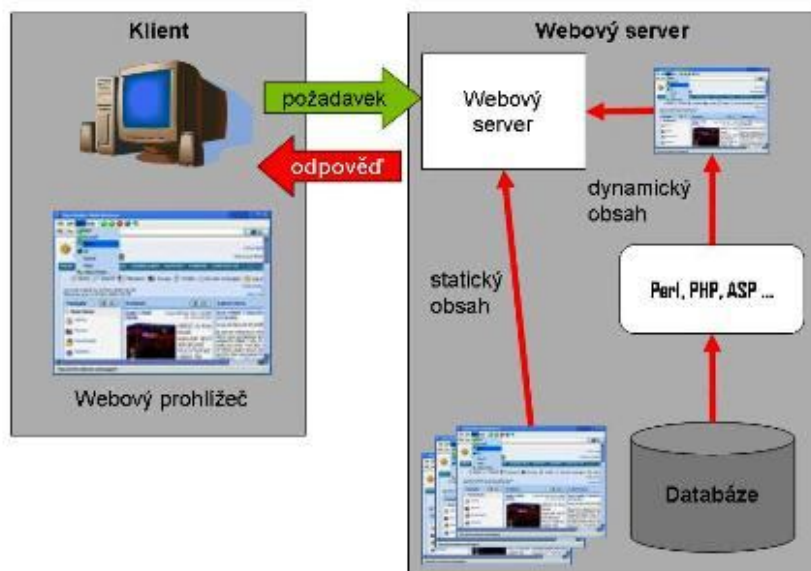 Klient
požadavek
odpověď
Webový prohlížeč
Webový server
Webový
server
dynamický
obsah
statický
obsah
Perl, PHP, ASP ...
Databáze